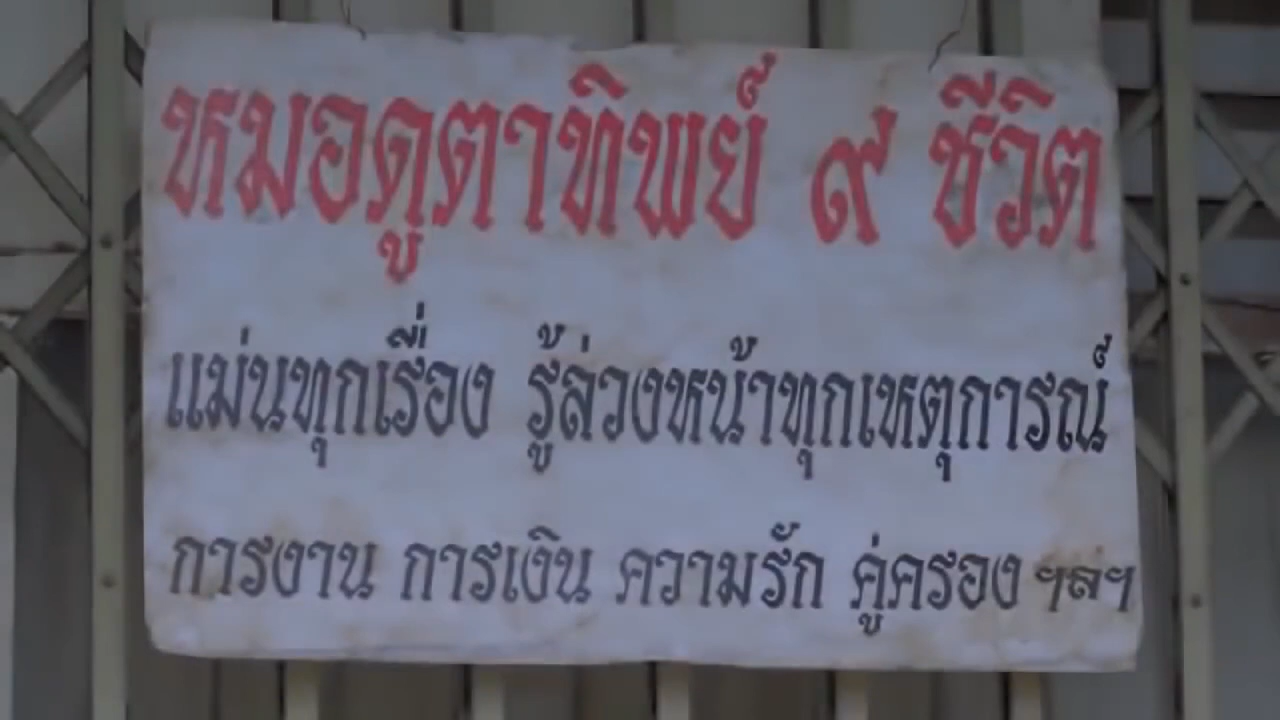 หมอดูตาทิพย์ ๙ ชีวิต
แม่นทุกเรื่อง รู้ล่วงหน้าทุกเหตุการณ์
การงาน การเงิน ความรัก คู่ครอง ฯลฯ